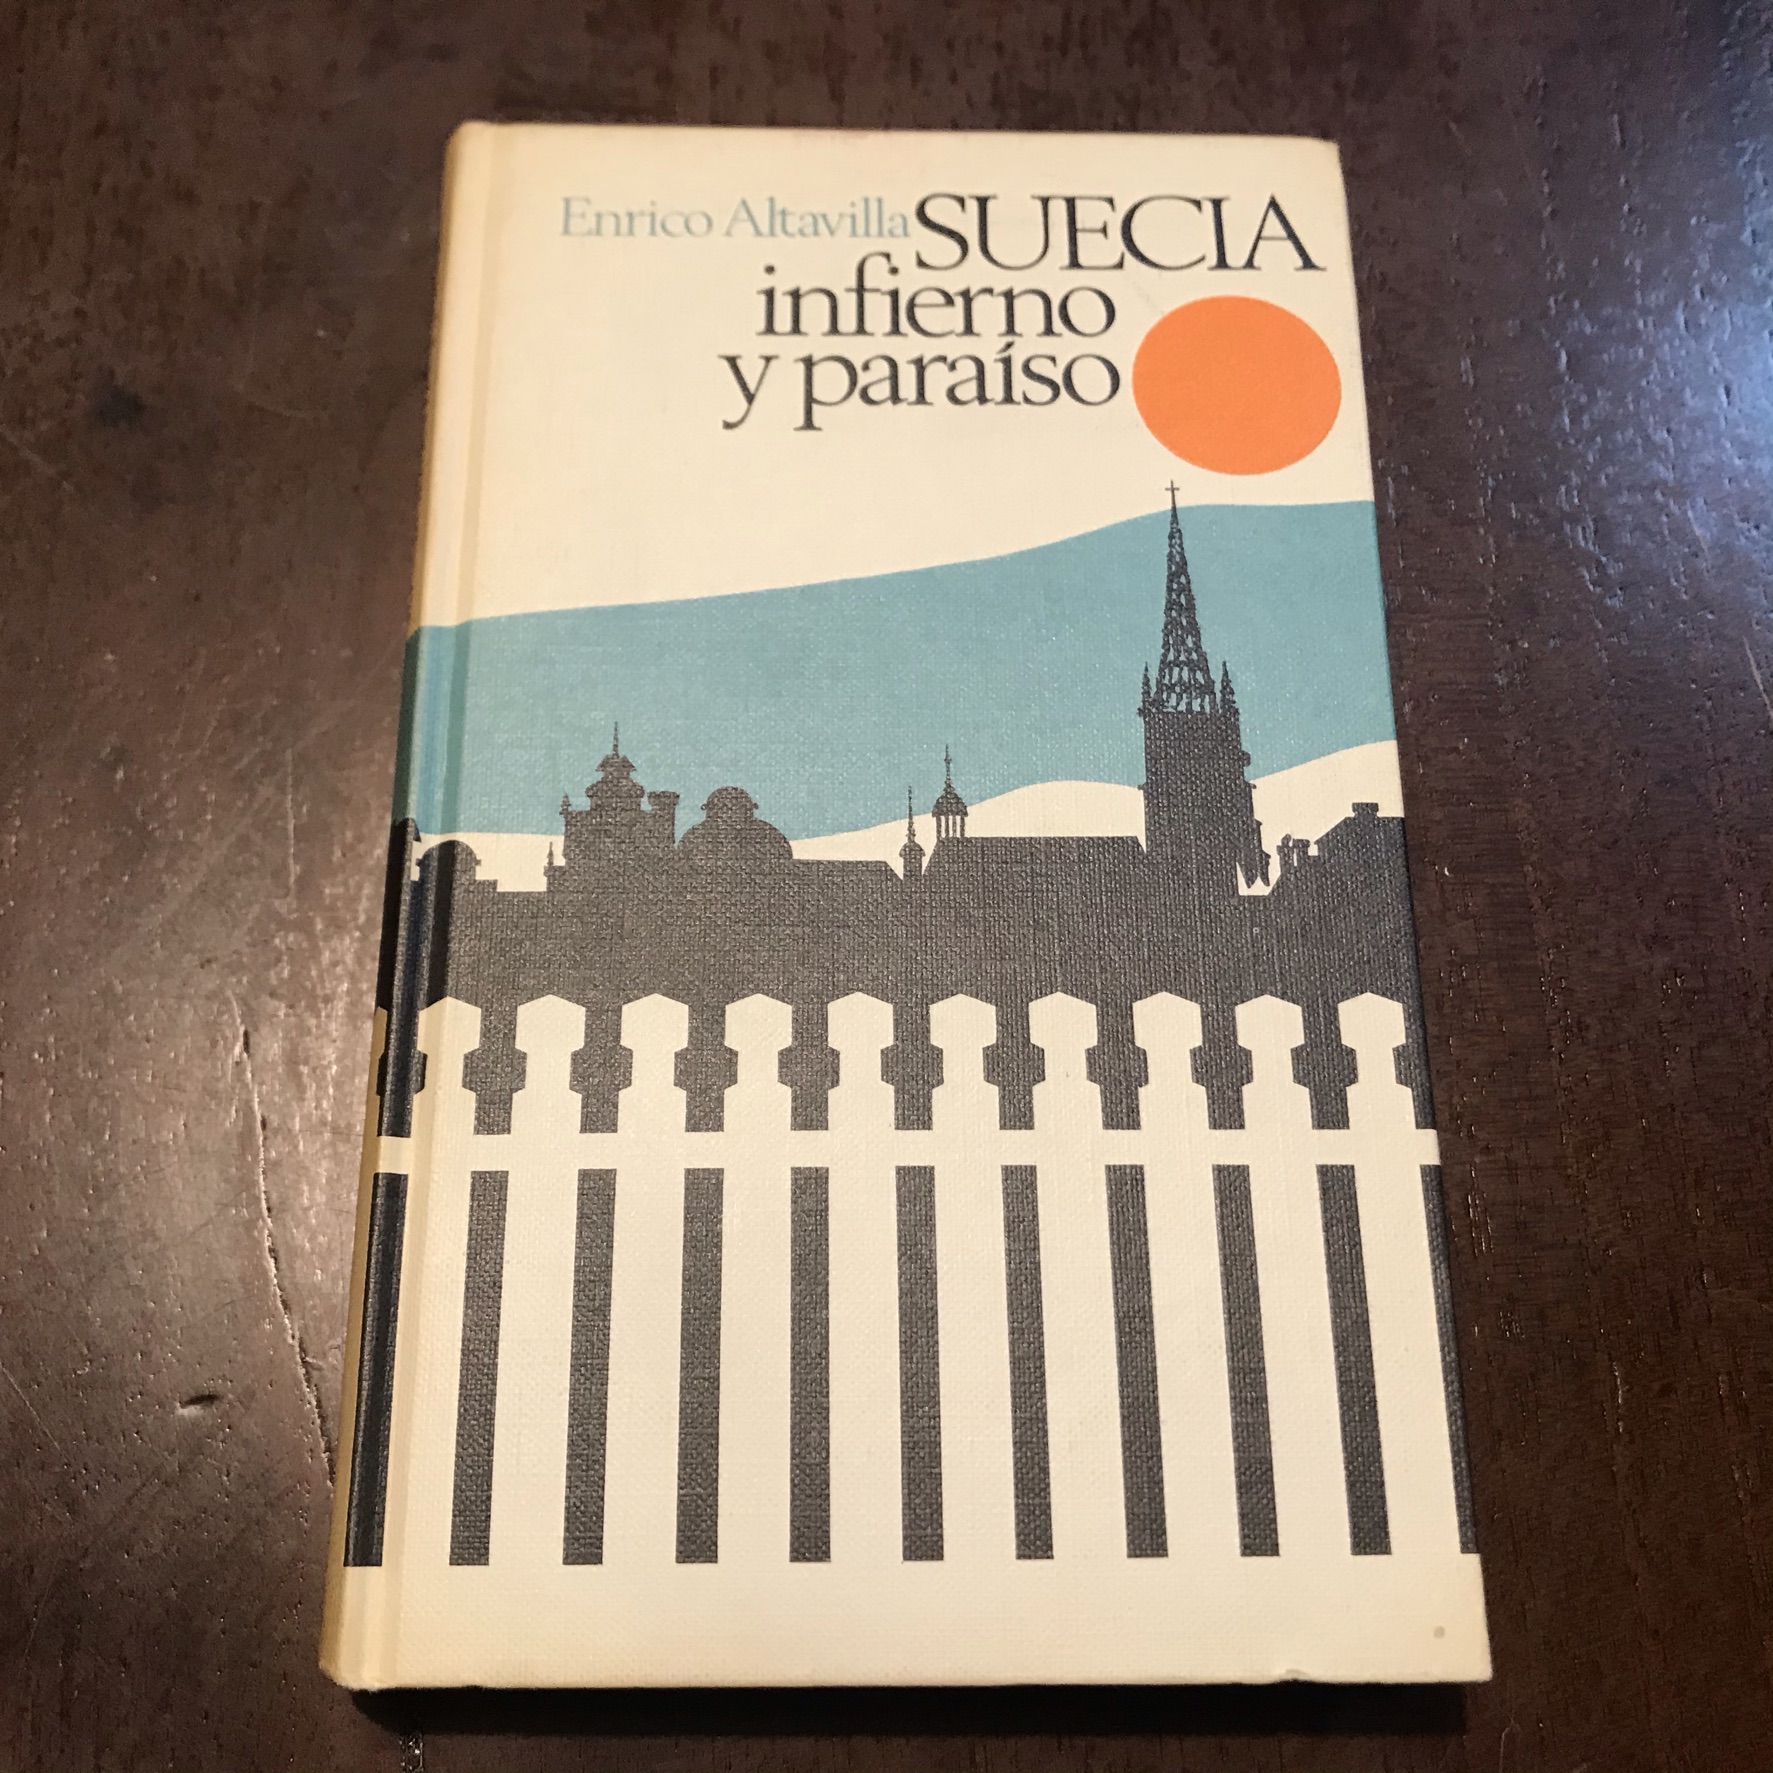 Enrico Altavilla SUECIA
infierno
y paraíso